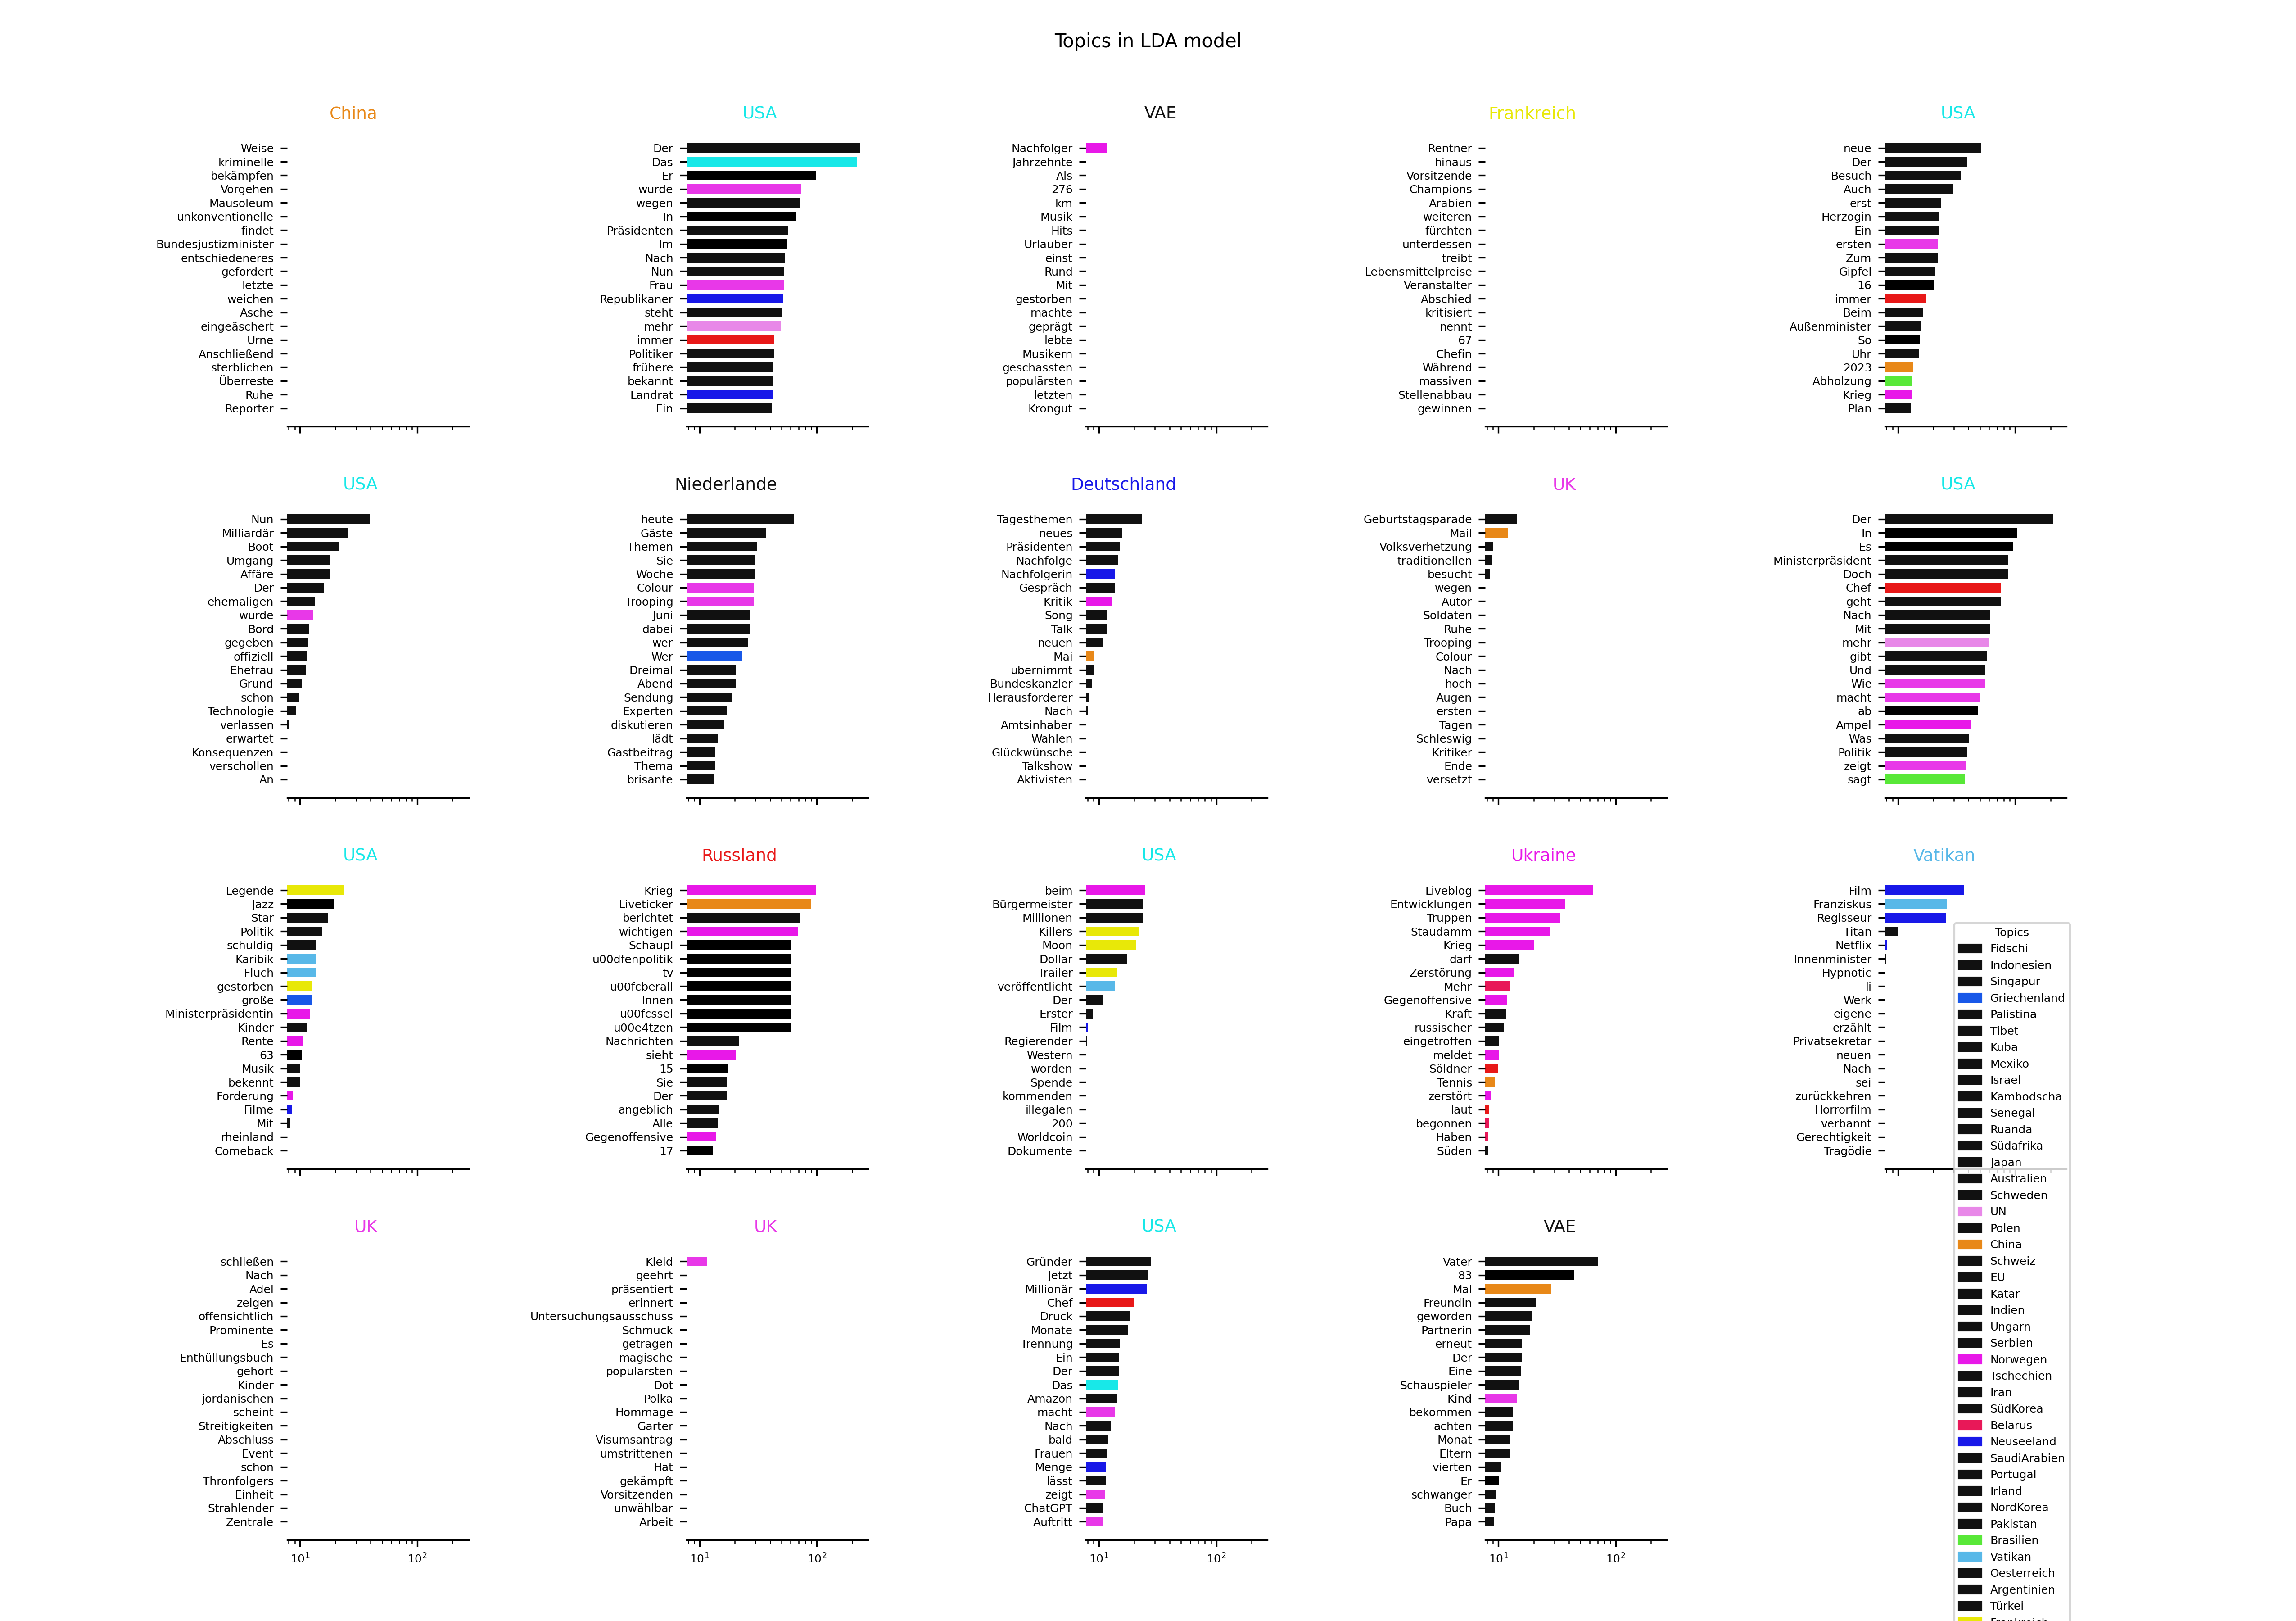 Topics in LDA model
China
Weise
kriminelle
bekämpfen
Vorgehen
Mausoleum
unkonventionelle
findet
Bundesjustizminister
entschiedeneres
gefordert
letzte
weichen
Asche
eingeäschert
Urne
Anschließend
sterblichen
Überreste
Ruhe
Reporter
USA
Der
Das
Er
wurde
wegen
In
Präsidenten
Im
Nach
Nun
Frau
Republikaner
steht
mehr
immer
Politiker
frühere
bekannt
Landrat
Ein
VAE
Nachfolger
Jahrzehnte
Als
276
km
Musik
Hits
Urlauber
einst
Rund
Mit
gestorben
machte
geprägt
lebte
Musikern
geschassten
populärsten
letzten
Krongut
Frankreich
Rentner
hinaus
Vorsitzende
Champions
Arabien
weiteren
fürchten
unterdessen
treibt
Lebensmittelpreise
Veranstalter
Abschied
kritisiert
nennt
67
Chefin
Während
massiven
Stellenabbau
gewinnen
USA
neue
Der
Besuch
Auch
erst
Herzogin
Ein
ersten
Zum
Gipfel
16
immer
Beim
Außenminister
So
Uhr
2023
Abholzung
Krieg
Plan
USA
Nun
Milliardär
Boot
Umgang
Affäre
Der
ehemaligen
wurde
Bord
gegeben
offiziell
Ehefrau
Grund
schon
Technologie
verlassen
erwartet
Konsequenzen
verschollen
An
Niederlande
heute
Gäste
Themen
Sie
Woche
Colour
Trooping
Juni
dabei
wer
Wer
Dreimal
Abend
Sendung
Experten
diskutieren
lädt
Gastbeitrag
Thema
brisante
Deutschland
Tagesthemen
neues
Präsidenten
Nachfolge
Nachfolgerin
Gespräch
Kritik
Song
Talk
neuen
Mai
übernimmt
Bundeskanzler
Herausforderer
Nach
Amtsinhaber
Wahlen
Glückwünsche
Talkshow
Aktivisten
UK
Geburtstagsparade
Mail
Volksverhetzung
traditionellen
besucht
wegen
Autor
Soldaten
Ruhe
Trooping
Colour
Nach
hoch
Augen
ersten
Tagen
Schleswig
Kritiker
Ende
versetzt
USA
Der
In
Es
Ministerpräsident
Doch
Chef
geht
Nach
Mit
mehr
gibt
Und
Wie
macht
ab
Ampel
Was
Politik
zeigt
sagt
USA
Legende
Jazz
Star
Politik
schuldig
Karibik
Fluch
gestorben
große
Ministerpräsidentin
Kinder
Rente
63
Musik
bekennt
Forderung
Filme
Mit
rheinland
Comeback
Russland
Krieg
Liveticker
berichtet
wichtigen
Schaupl
u00dfenpolitik
tv
u00fcberall
Innen
u00fcssel
u00e4tzen
Nachrichten
sieht
15
Sie
Der
angeblich
Alle
Gegenoffensive
17
USA
beim
Bürgermeister
Millionen
Killers
Moon
Dollar
Trailer
veröffentlicht
Der
Erster
Film
Regierender
Western
worden
Spende
kommenden
illegalen
200
Worldcoin
Dokumente
Ukraine
Liveblog
Entwicklungen
Truppen
Staudamm
Krieg
darf
Zerstörung
Mehr
Gegenoffensive
Kraft
russischer
eingetroffen
meldet
Söldner
Tennis
zerstört
laut
begonnen
Haben
Süden
Vatikan
Film
Franziskus
Regisseur
Titan
Netflix
Innenminister
Hypnotic
li
Werk
eigene
erzählt
Privatsekretär
neuen
Nach
sei
zurückkehren
Horrorfilm
verbannt
Gerechtigkeit
Tragödie
UK
schließen
Nach
Adel
zeigen
offensichtlich
Prominente
Es
Enthüllungsbuch
gehört
Kinder
jordanischen
scheint
Streitigkeiten
Abschluss
Event
schön
Thronfolgers
Einheit
Strahlender
Zentrale
10¹ 10²
UK
Kleid
geehrt
präsentiert
erinnert
Untersuchungsausschuss
Schmuck
getragen
magische
populärsten
Dot
Polka
Hommage
Garter
Visumsantrag
umstrittenen
Hat
gekämpft
Vorsitzenden
unwählbar
Arbeit
10¹ 10²
USA
Gründer
Jetzt
Millionär
Chef
Druck
Monate
Trennung
Ein
Der
Das
Amazon
macht
Nach
bald
Frauen
Menge
lässt
zeigt
ChatGPT
Auftritt
10¹ 10²
VAE
Vater
83
Mal
Freundin
geworden
Partnerin
erneut
Der
Eine
Schauspieler
Kind
bekommen
achten
Monat
Eltern
vierten
Er
schwanger
Buch
Papa
10¹ 10²
Topics
Fidschi
Indonesien
Singapur
Griechenland
Palistina
Tibet
Kuba
Mexiko
Israel
Kambodscha
Senegal
Ruanda
Südafrika
Japan
Australien
Schweden
UN
Polen
China
Schweiz
EU
Katar
Indien
Ungarn
Serbien
Norwegen
Tschechien
Iran
SüdKorea
Belarus
Neuseeland
SaudiArabien
Portugal
Irland
NordKorea
Pakistan
Brasilien
Vatikan
Oesterreich
Argentinien
Türkei